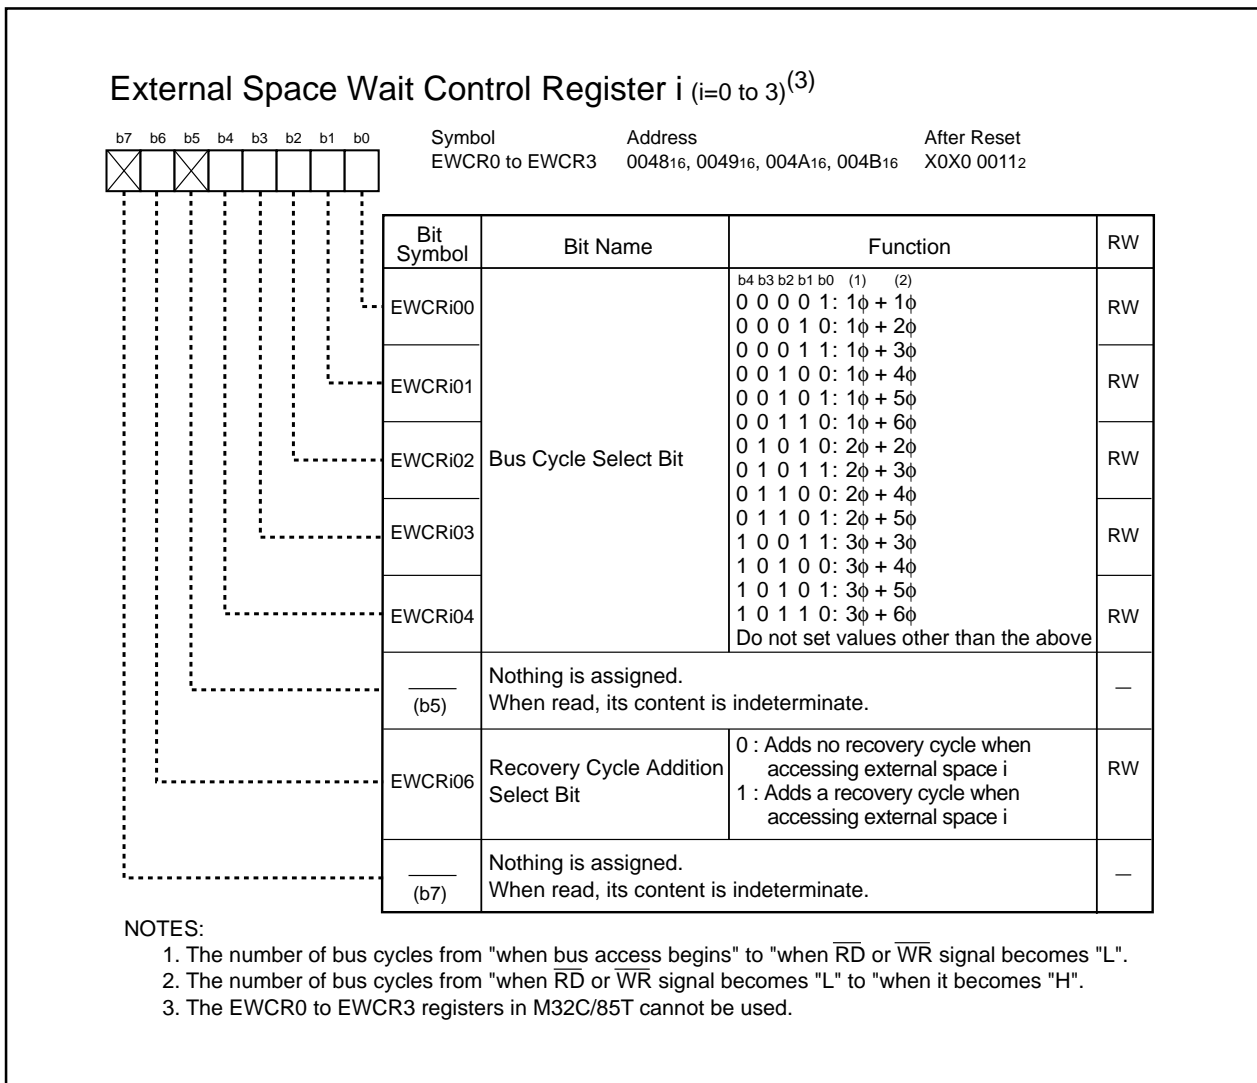 External Space Wait Control Register i (i=0 to 3)(3)
b7 b6 b5 b4 b3 b2 b1 b0
Symbol Address After Reset
EWCR0 to EWCR3 004816, 004916, 004A16, 004B16 X0X0 00112
Bit Symbol Bit Name Function RW
b4 b3 b2 b1 b0 (1) (2)
EWCRi00 RW
EWCRi01 RW
EWCRi02 Bus Cycle Select Bit RW
EWCRi03 RW
EWCRi04 RW
0 0 0 0 1: 1ϕ + 1ϕ
0 0 0 1 0: 1ϕ + 2ϕ
0 0 0 1 1: 1ϕ + 3ϕ
0 0 1 0 0: 1ϕ + 4ϕ
0 0 1 0 1: 1ϕ + 5ϕ
0 0 1 1 0: 1ϕ + 6ϕ
0 1 0 1 0: 2ϕ + 2ϕ
0 1 0 1 1: 2ϕ + 3ϕ
0 1 1 0 0: 2ϕ + 4ϕ
0 1 1 0 1: 2ϕ + 5ϕ
1 0 0 1 1: 3ϕ + 3ϕ
1 0 1 0 0: 3ϕ + 4ϕ
1 0 1 0 1: 3ϕ + 5ϕ
1 0 1 1 0: 3ϕ + 6ϕ
Do not set values other than the above
(b5)
Nothing is assigned.
When read, its content is indeterminate.
—
EWCRi06
Recovery Cycle Addition
Select Bit
0 : Adds no recovery cycle when
accessing external space i
1 : Adds a recovery cycle when
accessing external space i
RW
(b7)
Nothing is assigned.
When read, its content is indeterminate.
—
NOTES:
1. The number of bus cycles from "when bus access begins" to "when RD or WR signal becomes "L".
2. The number of bus cycles from "when RD or WR signal becomes "L" to "when it becomes "H".
3. The EWCR0 to EWCR3 registers in M32C/85T cannot be used.